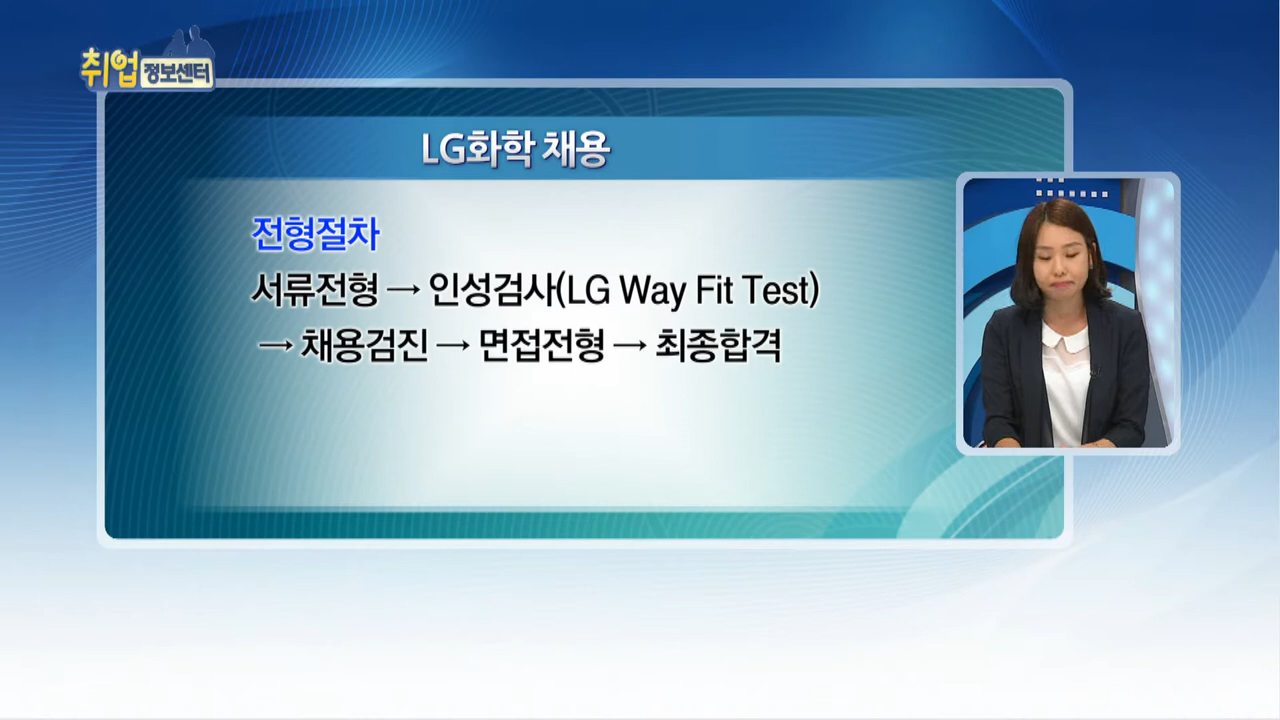 취업
정보센터
LG화학 채용
전형절차
서류전형 → 인성검사(LG Way Fit Test)
→ 채용검진 → 면접전형 → 최종합격